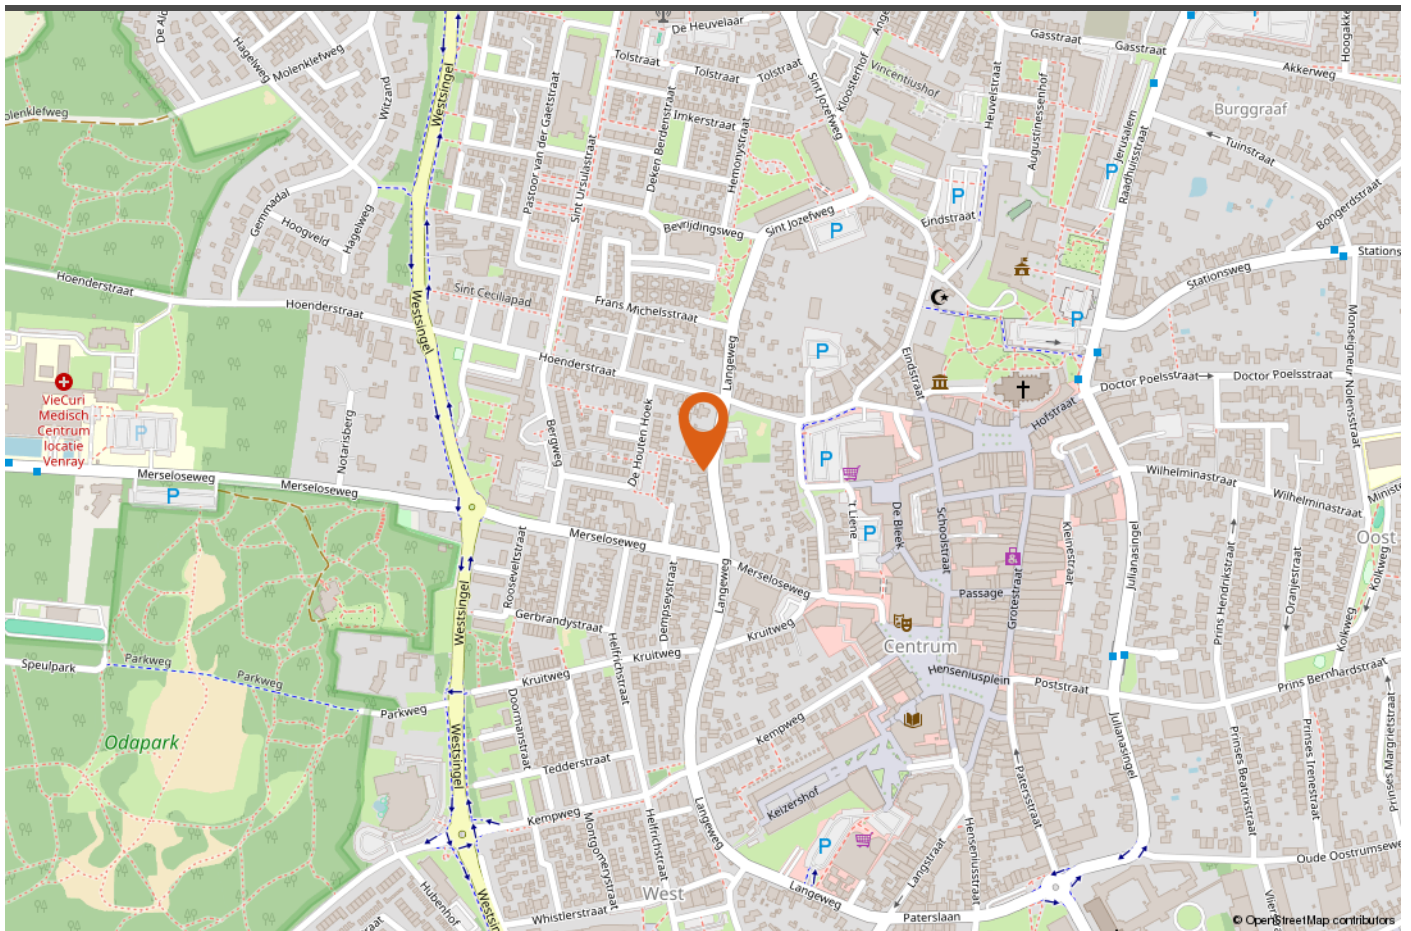 De Heuvelaar
Gasstraat
Gasstraat
Hagelweg
Molenklefweg
Westsingel
Tolstraat
Tolstraat
Tolstraat
Sint Jozefweg
Kloosterhof
Vincentiushof
Heuvelstraat
Augustinessenhof
Akkerweg
Witzand
Pastoor van der Gaetstraat
Sint Ursulastraat
Deken Berdenstraat
Imkerstraat
Hemonystraat
Jerusalem
Raadhuisstraat
Burggraaf
Tuinstraat
P
P
Bongerdstraat
Gemmadal
Hoogveld
Hagelweg
Bevrijdingsweg
Sint Jozefweg
P
Eindstraat
Stationsweg
Hoenderstraat
Hoenderstraat
Sint Ceciliapad
Frans Michelsstraat
Westsingel
Langeweg
P
P
Eindstraat
Monseigneur Nolensstraat
Hoenderstraat
Doctor Poelsstraat
Doctor Poelsstraat
Hofstraat
VieCuri
Medisch
Centrum
locatie
Venray
P
Notarisberg
Bergweg
De Houten Hoek
P
Merseloseweg
Merseloseweg
P
Wilhelminastraat
Wilhelminastraat
't Liene
P
De Bleek
Schoolstraat
Kleinestraat
Julianasingel
Oost
Merseloseweg
Rooseveltstraat
Dempseystraat
Langeweg
Merseloseweg
Passage
Grotestraat
Prins Hendrikstraat
Oranjestraat
Kolkweg
Kolkweg
Westsingel
Gerbrandystraat
Helfrichstraat
Kruitweg
Kruitweg
Kruitweg
Centrum
Henseniusplein
Poststraat
Prins Bernhardstraat
Speulpark
Parkweg
Parkweg
Parkweg
Doormanstraat
Westsingel
Kempweg
Odapark
Tedderstraat
Julianasingel
Prinses Beatrixstraat
Prinses Irenestraat
Prinses Margrietstraat
Keizershof
Patersstraat
Kempweg
Montgomerystraat
Helfrichstraat
Langeweg
P
Langstraat
Henseniusstraat
Hubenhof
West
Whistlerstraat
Langeweg
Paterslaan
© OpenStreetMap contributors